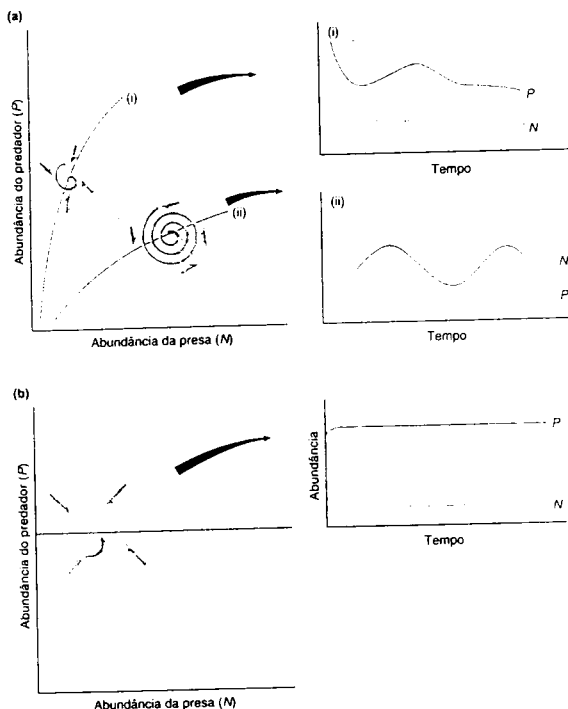 (a)
Abundância do predador (P)
(i)
(ii)
Abundância da presa (N)
(i)
P
N
Tempo
(ii)
N
P
Tempo
(b)
Abundância do predador (P)
Abundância da presa (N)
Abundância
P
N
Tempo